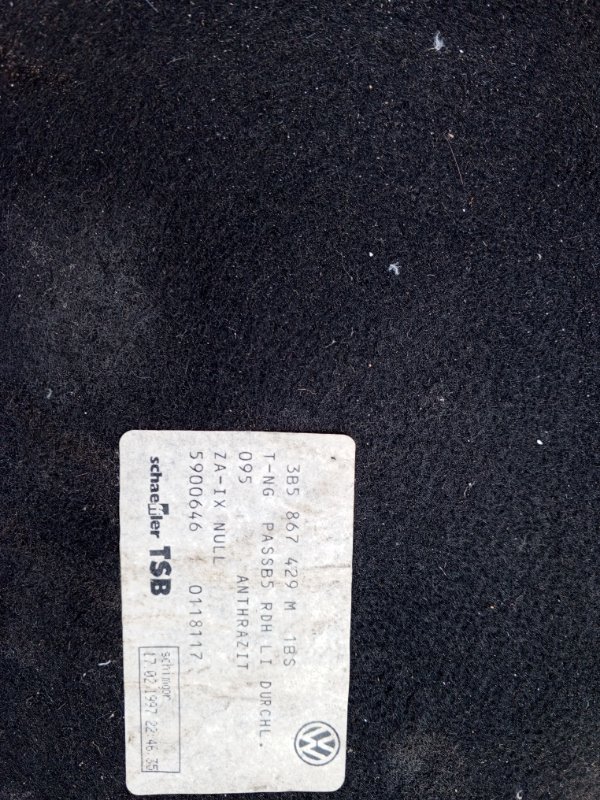 3B5 867 429 M 1BS
T-NG PASSB5 RDH LI DURCHL.
095 ANTHRAZIT
ZA-IX NULL
5900646 0118117
schaeffler TSB
schimopr
17.02.1997 22:46.35